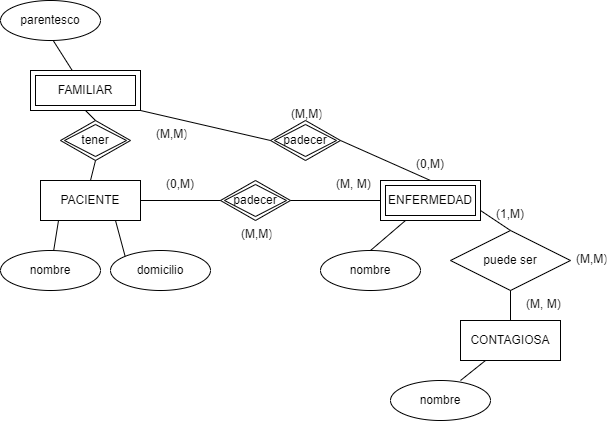 parentesco
FAMILIAR
(M,M)
tener
(M,M)
padecer
(0,M)
(0,M)
(M, M)
PACIENTE
padecer
ENFERMEDAD
(1,M)
(M,M)
nombre
domicilio
nombre
puede ser
(M,M)
(M, M)
CONTAGIOSA
nombre